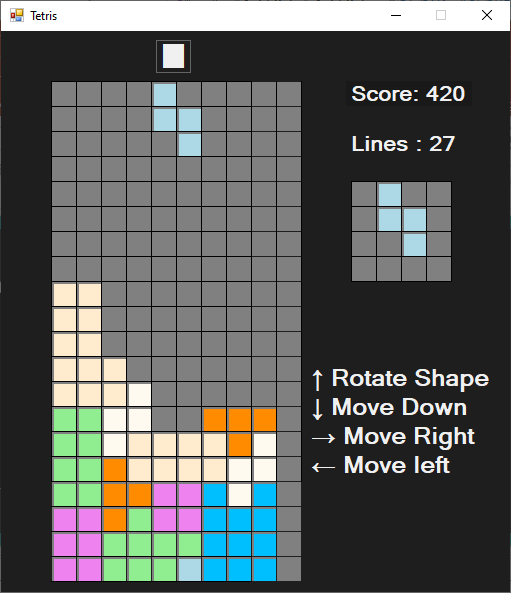 Tetris
Score: 420
Lines : 27
↑ Rotate Shape
↓ Move Down
→ Move Right
← Move left